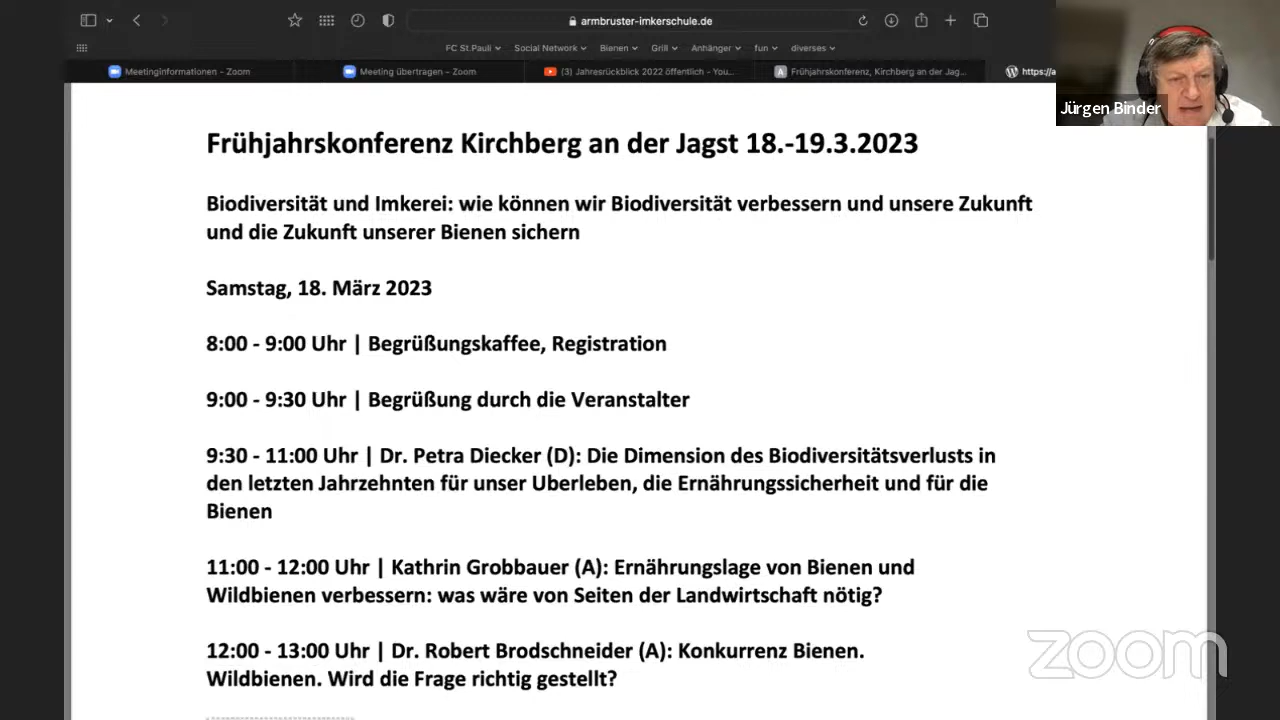 armbruster-imkerschule.de
FC St.Pauli Social Network Bienen Grill Anhänger fun diverses
Meetinginformationen - Zoom Meeting übertragen - Zoom (3) Jahresrückblick 2022 öffentlich - You... Frühjahrskonferenz, Kirchberg an der Jag... https://a
Jürgen Binder
Frühjahrskonferenz Kirchberg an der Jagst 18.-19.3.2023
Biodiversität und Imkerei: wie können wir Biodiversität verbessern und unsere Zukunft
und die Zukunft unserer Bienen sichern
Samstag, 18. März 2023
8:00 - 9:00 Uhr | Begrüßungskaffee, Registration
9:00 - 9:30 Uhr | Begrüßung durch die Veranstalter
9:30 - 11:00 Uhr | Dr. Petra Diecker (D): Die Dimension des Biodiversitätsverlusts in
den letzten Jahrzehnten für unser Uberleben, die Ernährungssicherheit und für die
Bienen
11:00 - 12:00 Uhr | Kathrin Grobbauer (A): Ernährungslage von Bienen und
Wildbienen verbessern: was wäre von Seiten der Landwirtschaft nötig?
12:00 - 13:00 Uhr | Dr. Robert Brodschneider (A): Konkurrenz Bienen.
Wildbienen. Wird die Frage richtig gestellt?
zoom